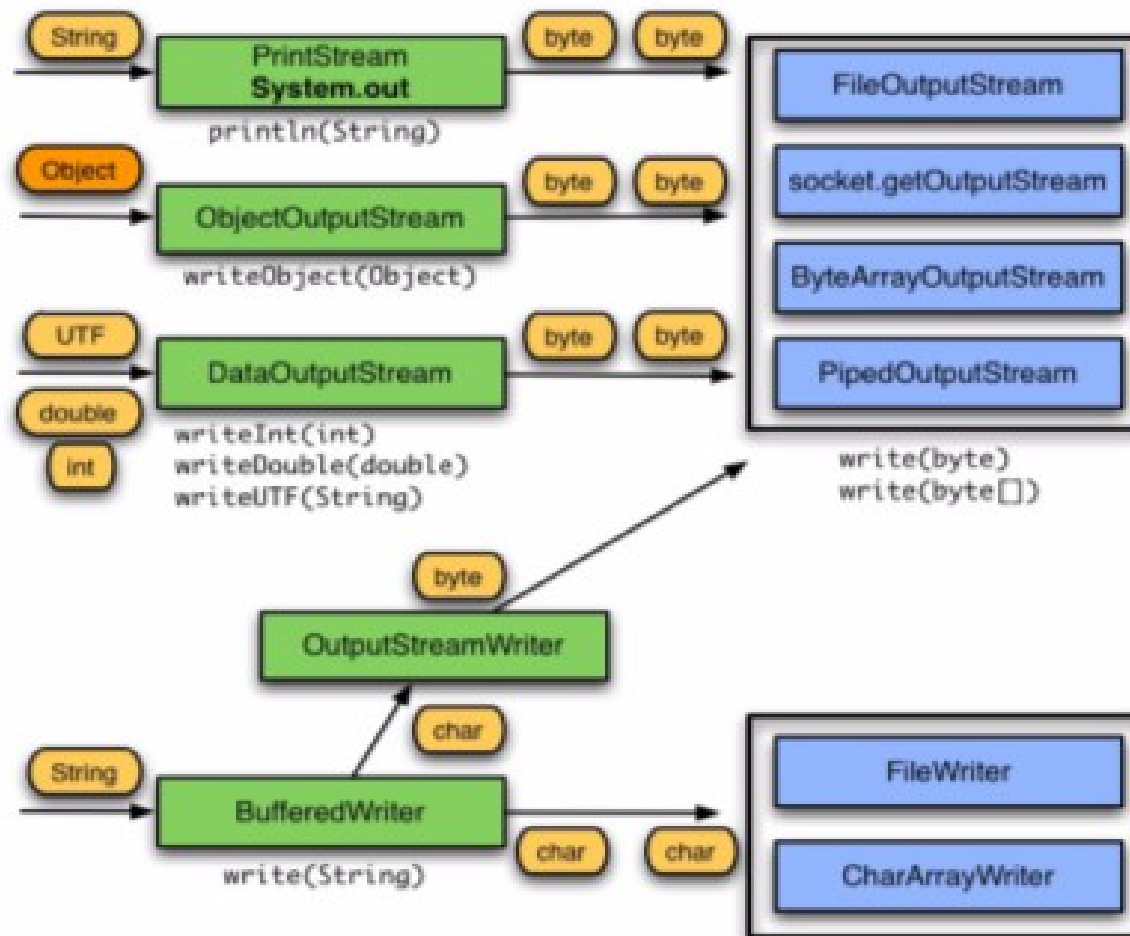 String
PrintStream
System.out
println(String)
byte
byte
Object
ObjectOutputStream
writeObject(Object)
byte
byte
UTF
double
int
DataOutputStream
writeInt(int)
writeDouble(double)
writeUTF(String)
byte
byte
FileOutputStream
socket.getOutputStream
ByteArrayOutputStream
PipedOutputStream
write(byte)
write(byte[])
byte
OutputStreamWriter
char
String
BufferedWriter
write(String)
char
char
FileWriter
CharArrayWriter